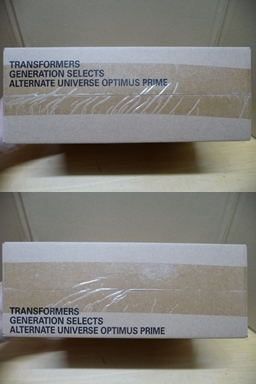 TRANSFORMERS
GENERATION SELECTS
ALTERNATE UNIVERSE OPTIMUS PRIME
TRANSFORMERS
GENERATION SELECTS
ALTERNATE UNIVERSE OPTIMUS PRIME